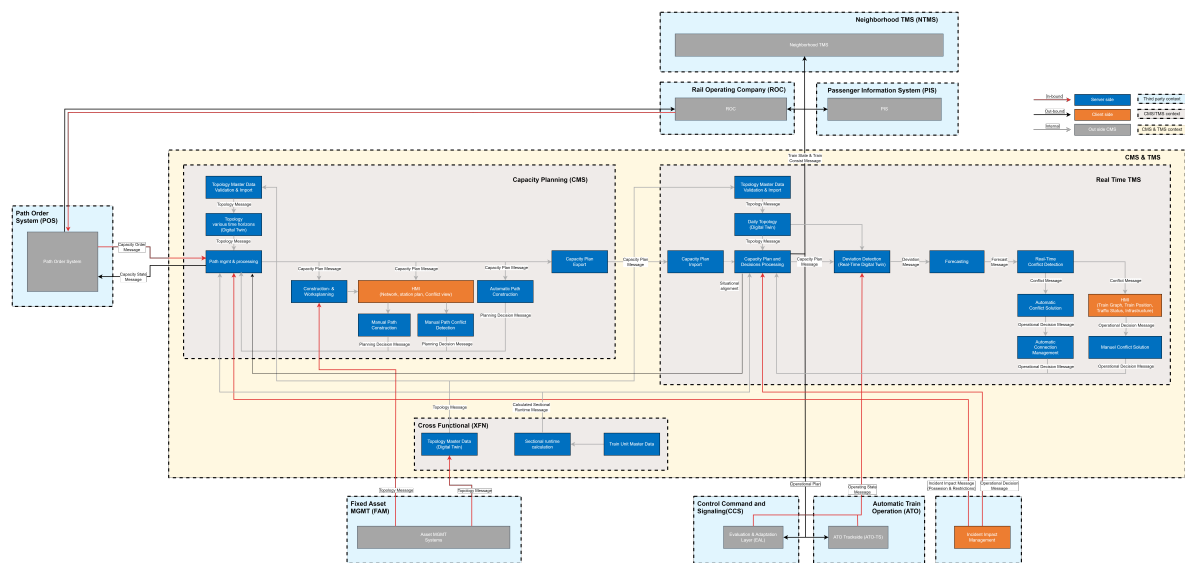 Neighborhood TMS (NTMS)
Neighborhood TMS
Rail Operating Company (ROC)
ROC
Passenger Information System (PIS)
PIS
In-bound
Out-bound
Internal
Server side
Client side
Outside CMS
Third party context
CMS/TMS context
CMS & TMS context
CMS & TMS
Train State & Train
Consist Message
Capacity Planning (CMS)
Topology Master Data
Validation & Import
Topology Message
Topology
various time horizons
(Digital Twin)
Topology Message
Path mgmt & processing
Capacity Plan Message
Capacity Plan Message
Capacity Plan Message
Construction- &
Worksplanning
HMI
(Network, station plan, Conflict view)
Automatic Path
Construction
Manual Path
Construction
Manual Path Conflict
Detection
Planning Decision Message
Planning Decision Message
Planning Decision Message
Capacity Plan
Export
Capacity Plan
Message
Real Time TMS
Topology Master Data
Validation & Import
Topology Message
Daily Topology
(Digital Twin)
Topology Message
Capacity Plan
Import
Capacity Plan and
Decisions Processing
Capacity Plan
Message
Situational
alignment
Deviation Detection
(Real-Time Digital Twin)
Deviation
Message
Forecasting
Forecast
Message
Real-Time
Conflict Detection
Conflict Message
Conflict Message
Automatic
Conflict Solution
HMI
(Train Graph, Train Position,
Traffic Status, Infrastructure)
Operational Decision Message
Operational Decision Message
Automatic
Connection
Management
Manual Conflict Solution
Operational Decision Message
Operational Decision Message
Path Order
System (POS)
Path Order System
Capacity Order
Message
Capacity State
Message
Topology Message
Calculated Sectional
Runtime Message
Cross Functional (XFN)
Topology Master Data
(Digital Twin)
Sectional runtime
calculation
Train Unit Master Data
Topology Message
Topology Message
Operational Plan
Operating State
Message
Incident Impact Message
(Possession & Restrictions)
Operational Decision
Message
Fixed Asset
MGMT (FAM)
Asset MGMT
Systems
Control Command and
Signaling(CCS)
Evaluation & Adaptation
Automatic Train
Operation (ATO)
ATO Trackside (ATO-TS)
Incident Impact
Management